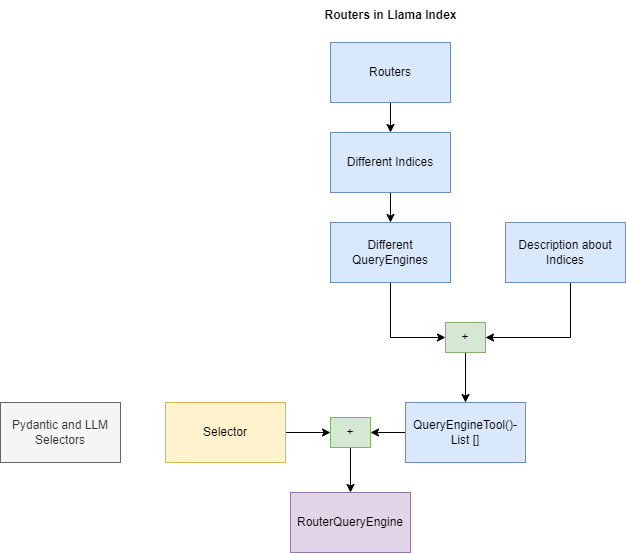 Routers in Llama Index
Routers
Different Indices
Different
QueryEngines
Description about
Indices
+
Pydantic and LLM
Selectors
Selector
+
QueryEngineTool()-
List []
RouterQueryEngine